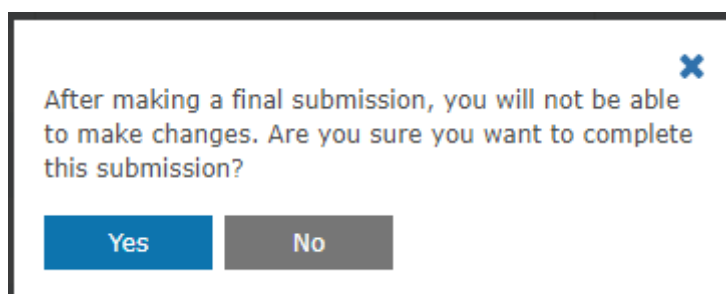 After making a final submission, you will not be able
to make changes. Are you sure you want to complete
this submission?
Yes No